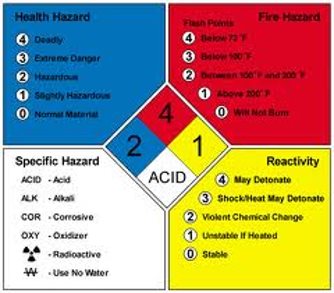 Health Hazard
4 Deadly
3 Extreme Danger
2 Hazardous
1 Slightly Hazardous
0 Normal Material
Fire Hazard
Flash Points
4 Below 73 °F
3 Below 100 °F
2 Between 100 °F and 200 °F
1 Above 200 °F
0 Will Not Burn
4
2
1
ACID
Specific Hazard
ACID - Acid
ALK - Alkali
COR - Corrosive
OXY - Oxidizer
- Radioactive
W - Use No Water
Reactivity
4 May Detonate
3 Shock/Heat May Detonate
2 Violent Chemical Change
1 Unstable If Heated
0 Stable